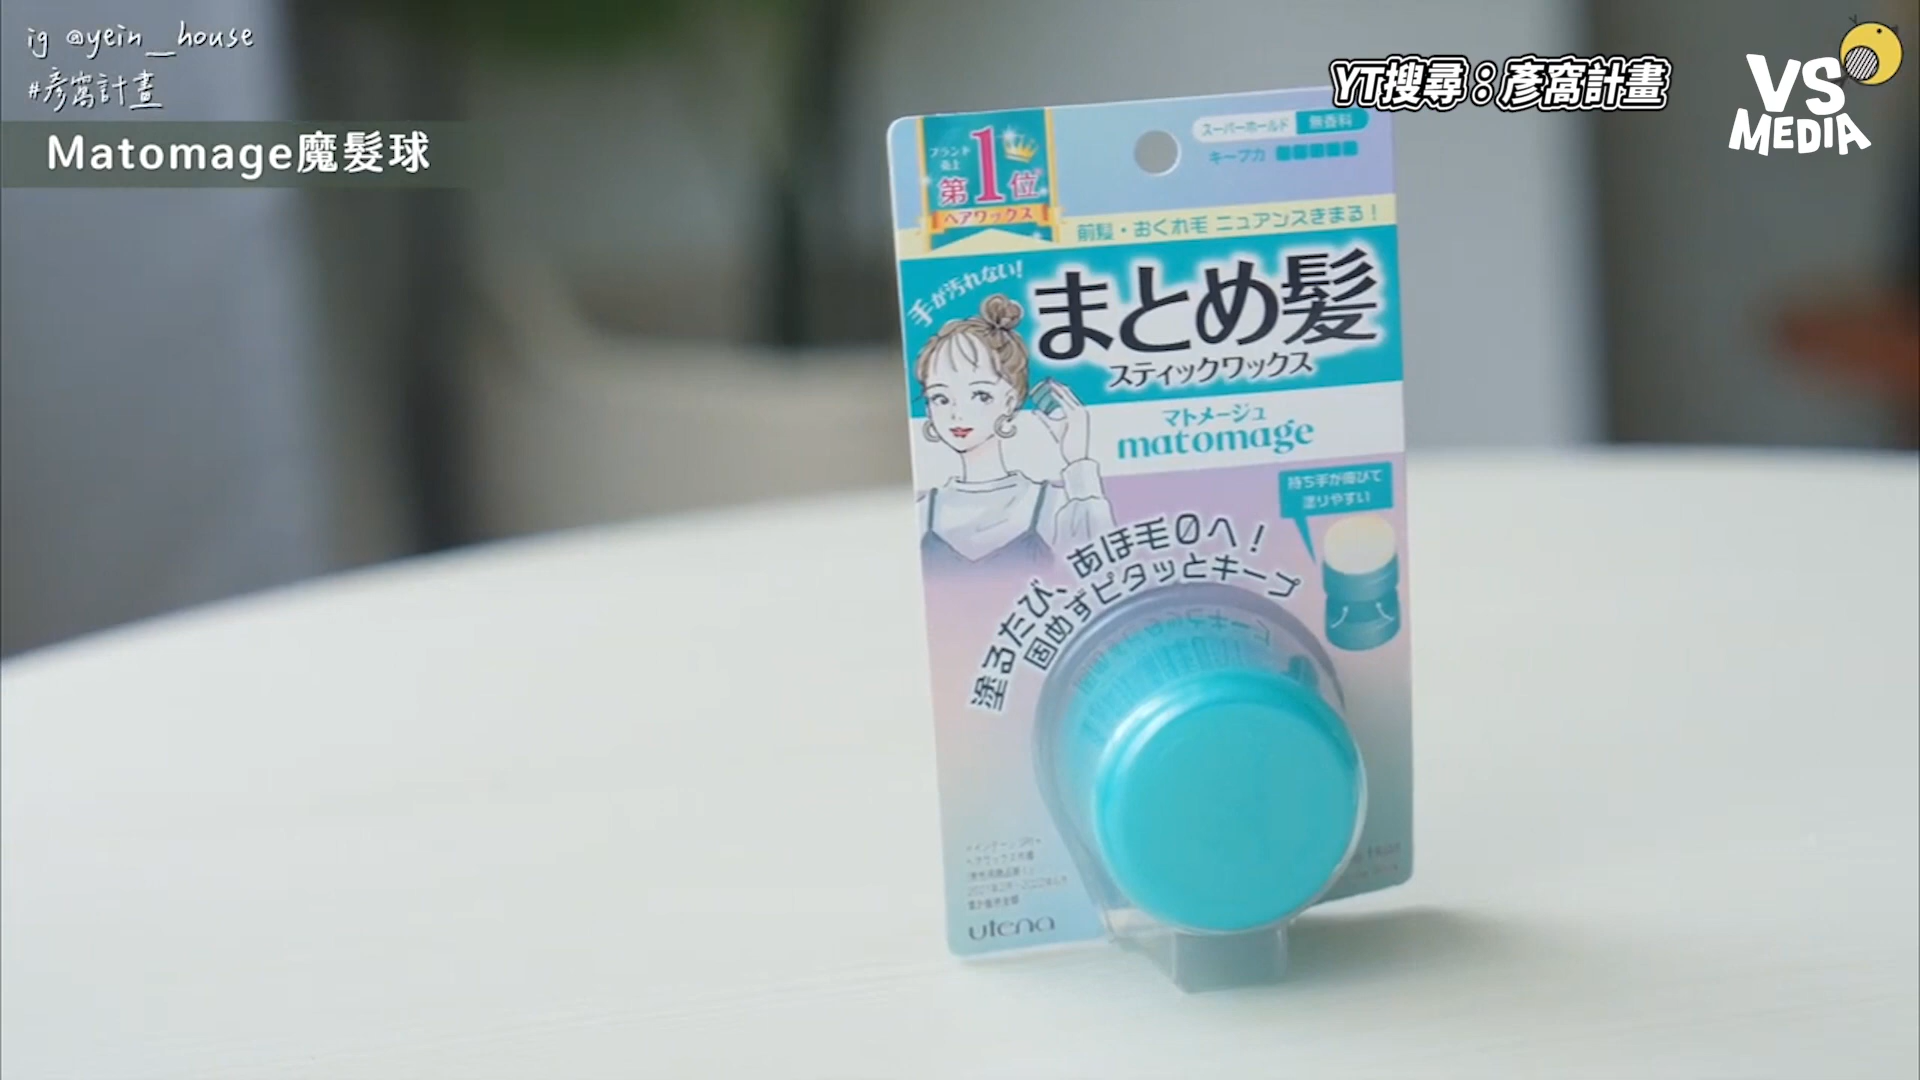 ig @yein_house
#彥窩計畫
Matomage魔髮球
YT搜尋：彥窩計畫
VS
MEDIA
ブランド
売上
第1位
ヘアワックス
スーパーホールド 無香料
キープ力
前髪・おくれ毛 ニュアンスきまる！
手が汚れない!
まとめ髪
スティックワックス
マトメージュ
matomage
持ち手が伸びて
塗りやすい
塗るたび、あほ毛0へ！
固めずピタッとキープ
utena